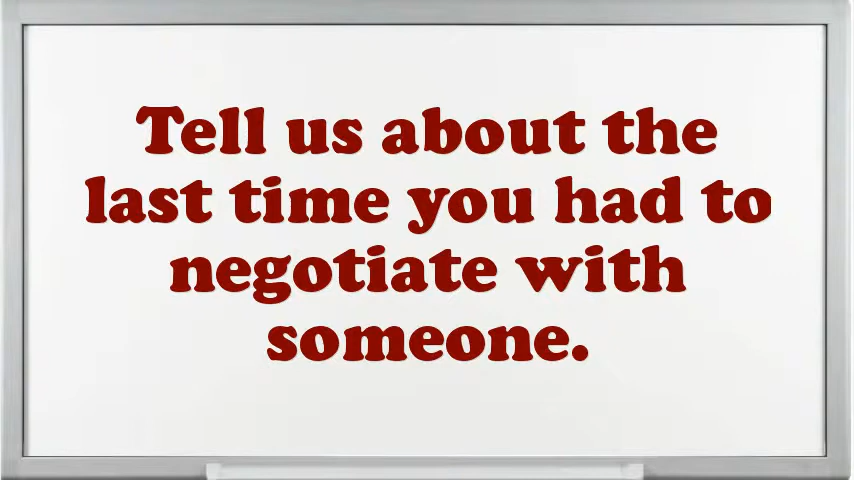 Tell us about the
last time you had to
negotiate with
someone.